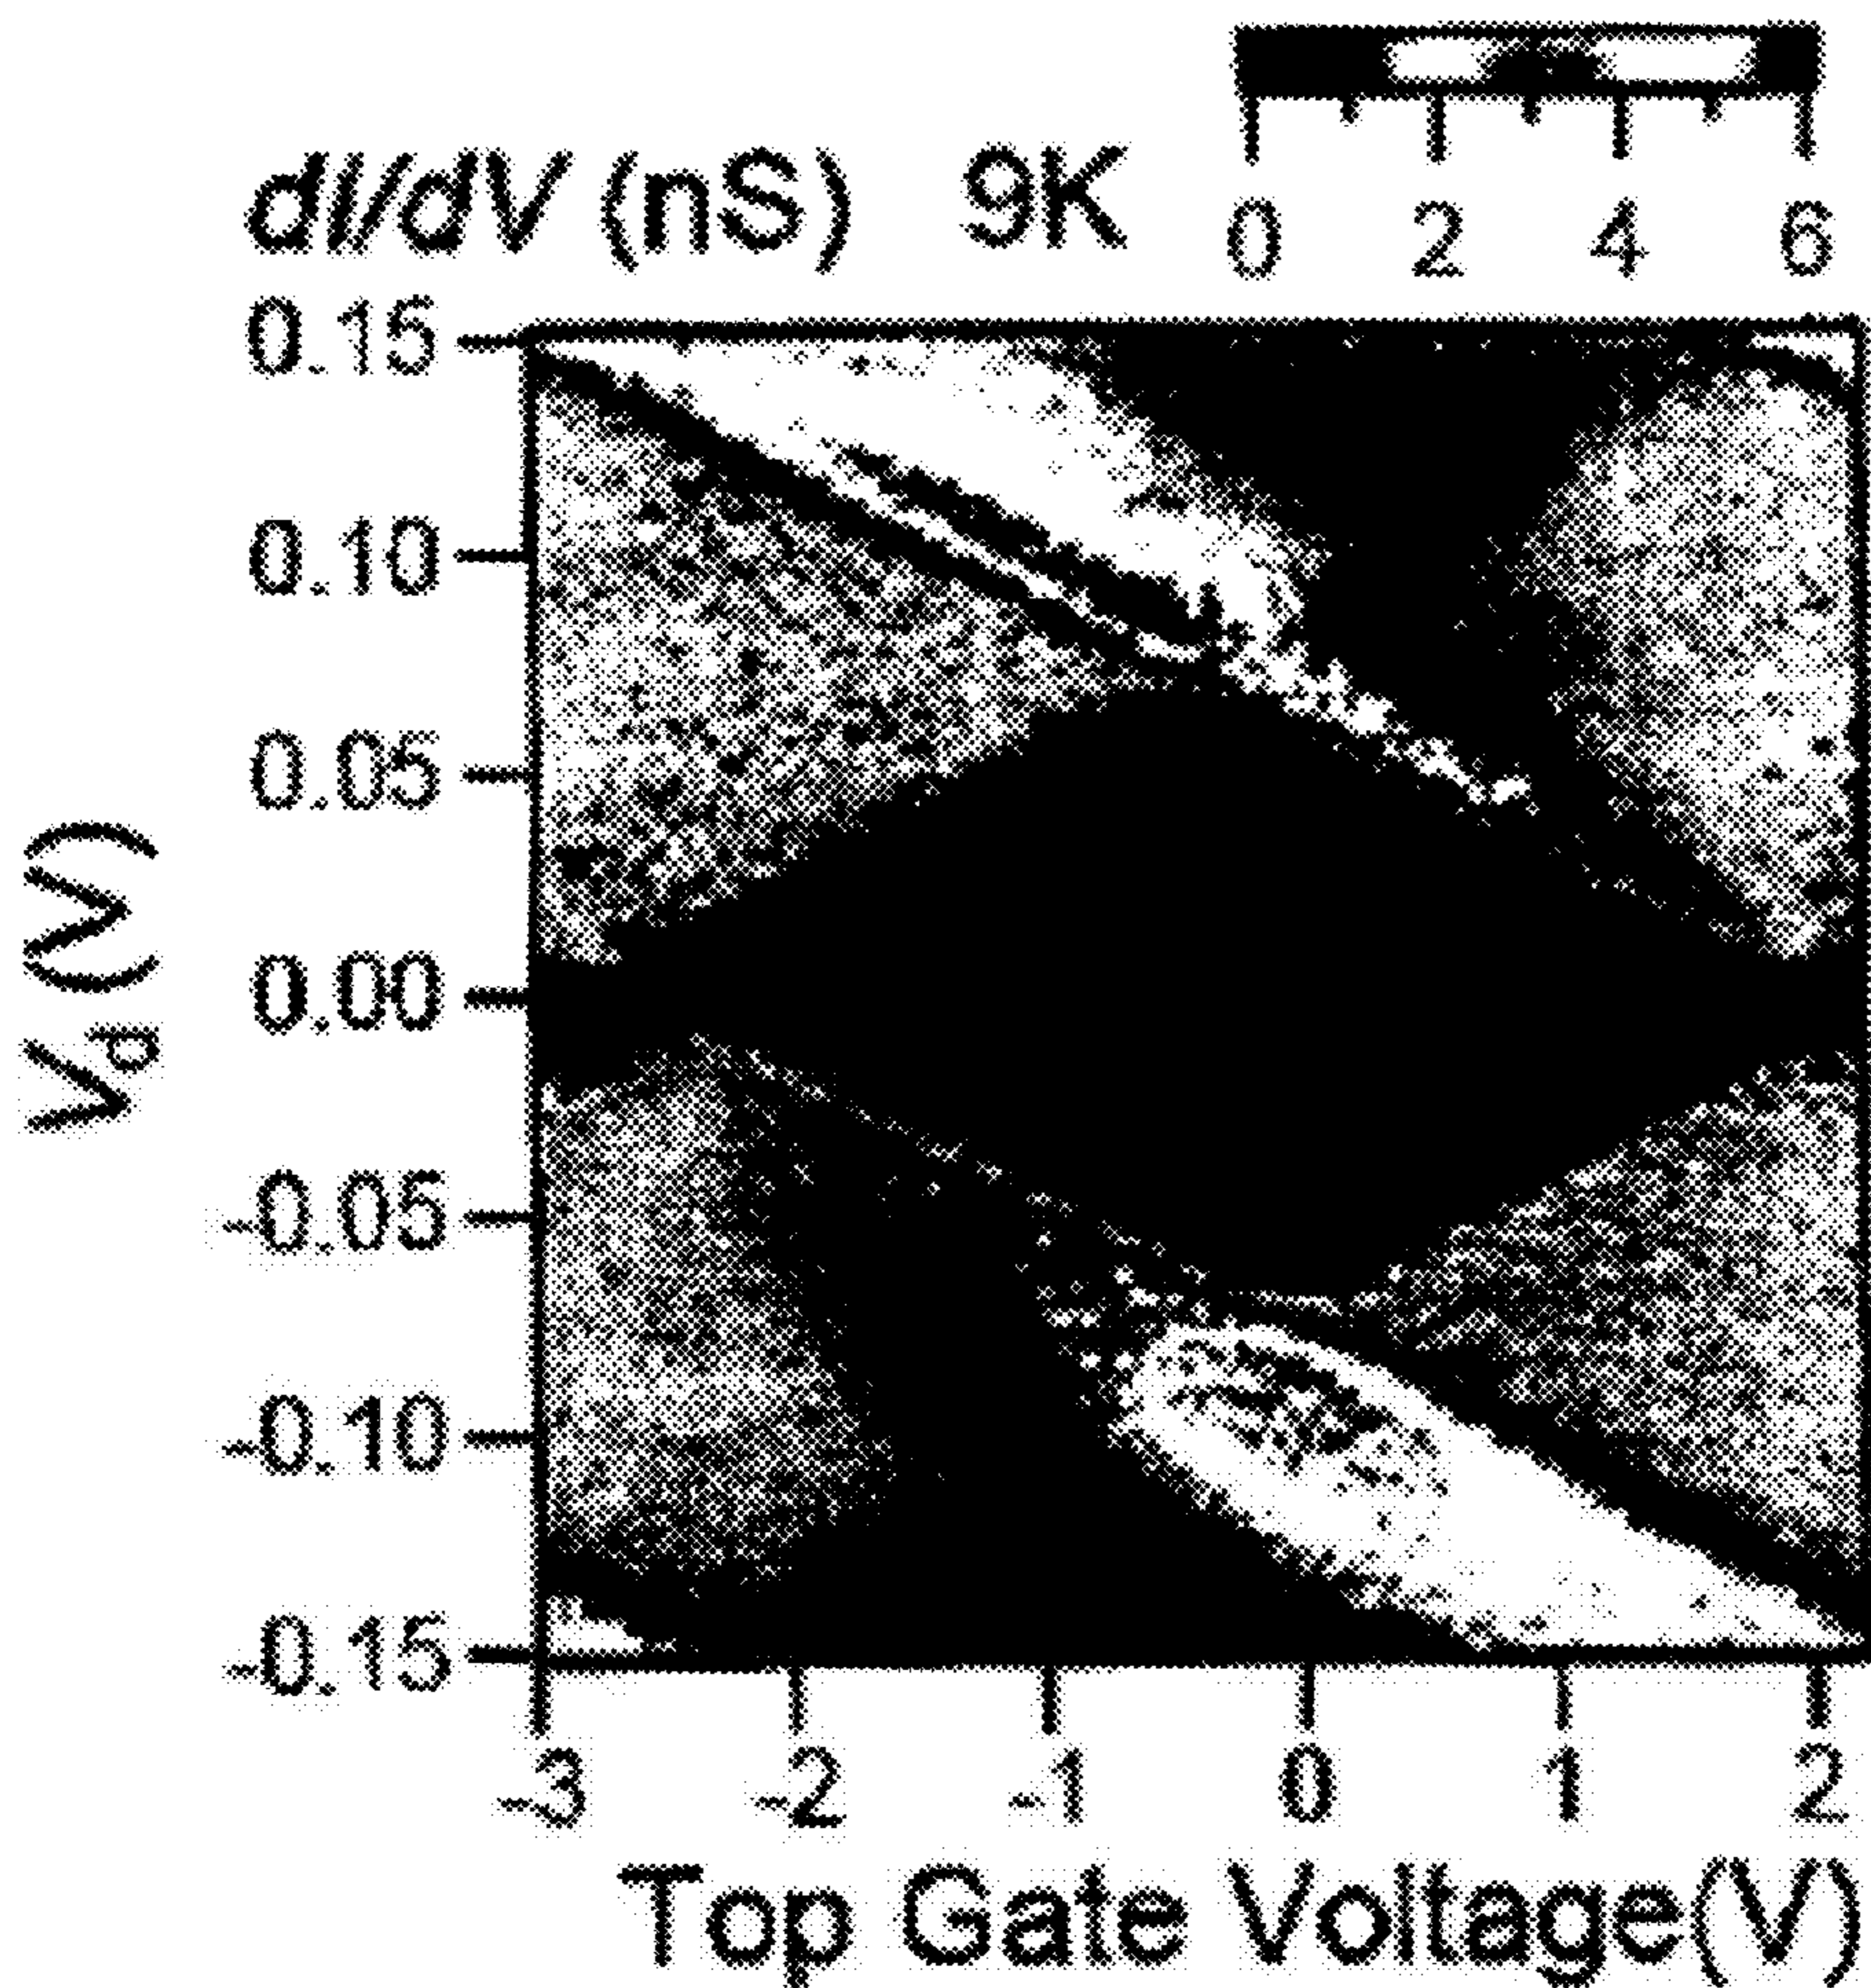 dI/dV (nS) 9K
0 2 4 6
0.15
0.10
0.05
0.00
-0.05
-0.10
-0.15
Vd (V)
-3 -2 -1 0 1 2
Top Gate Voltage(V)